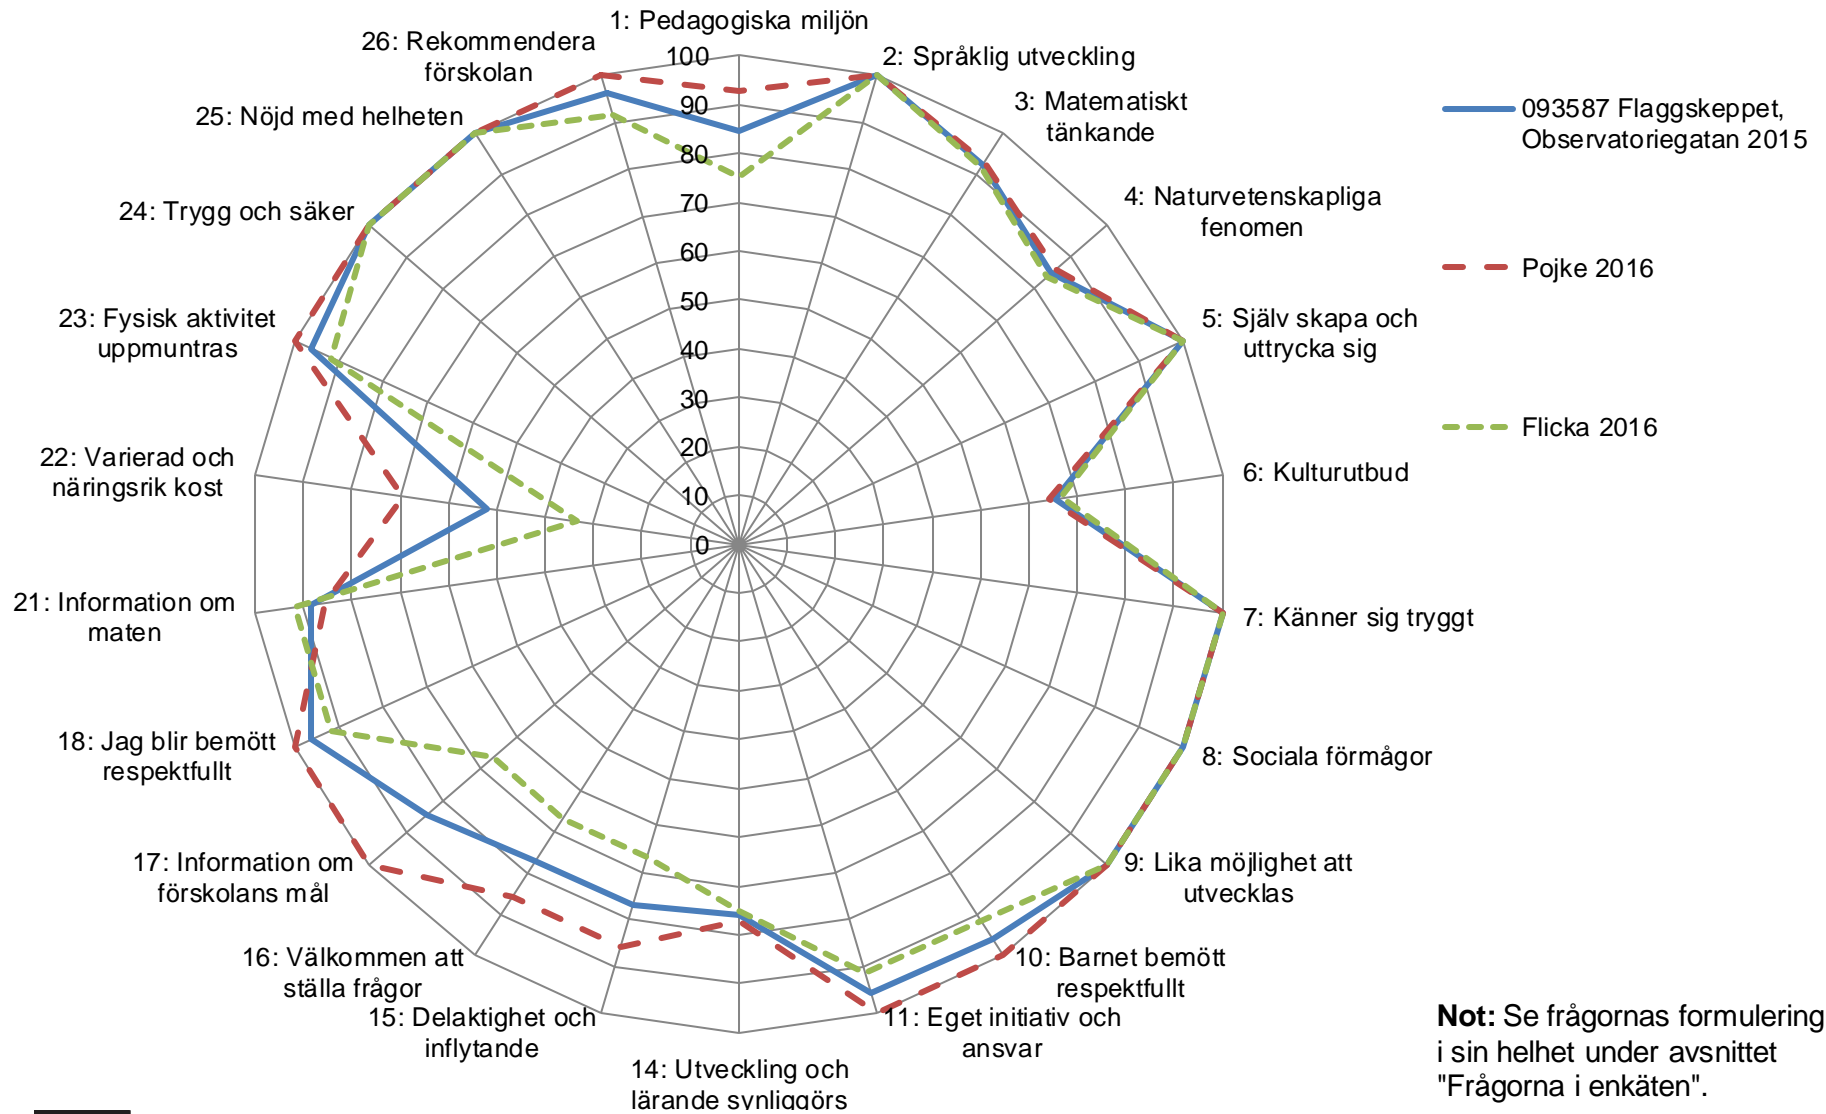 1: Pedagogiska miljön
2: Språklig utveckling
3: Matematiskt
tänkande
4: Naturvetenskapliga
fenomen
5: Själv skapa och
uttrycka sig
6: Kulturutbud
7: Känner sig tryggt
8: Sociala förmågor
9: Lika möjlighet att
utvecklas
10: Barnet bemött
respektfullt
11: Eget initiativ och
ansvar
14: Utveckling och
lärande synliggörs
15: Delaktighet och
inflytande
16: Välkommen att
ställa frågor
17: Information om
förskolans mål
18: Jag blir bemött
respektfullt
21: Information om
maten
22: Varierad och
näringsrik kost
23: Fysisk aktivitet
uppmuntras
24: Trygg och säker
25: Nöjd med helheten
26: Rekommendera
förskolan
100
90
80
70
60
50
40
30
20
10
0
093587 Flaggskeppet,
Observatoriegatan 2015
Pojke 2016
Flicka 2016
Not: Se frågornas formulering
i sin helhet under avsnittet
"Frågorna i enkäten".